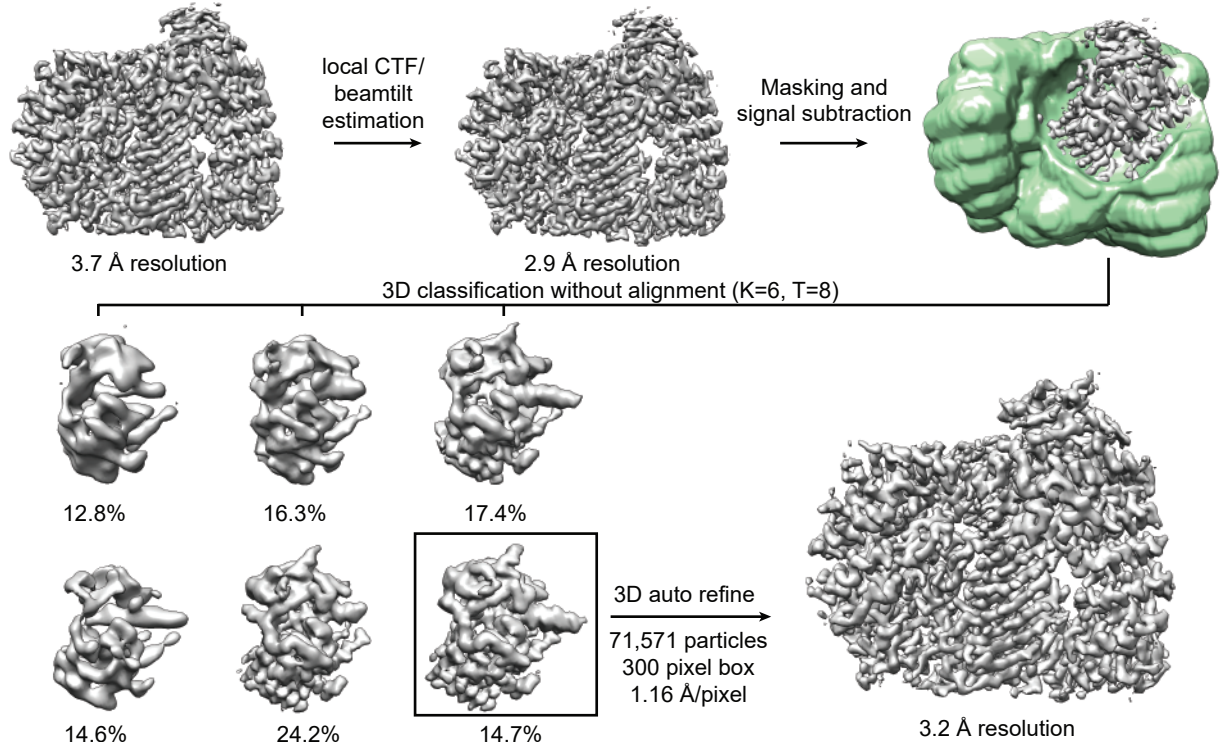 local CTF/
beamtilt
estimation
Masking and
signal subtraction
3.7 Å resolution
2.9 Å resolution
3D classification without alignment (K=6, T=8)
12.8%
16.3%
17.4%
3D auto refine
71,571 particles
300 pixel box
1.16 Å/pixel
14.6%
24.2%
14.7%
3.2 Å resolution